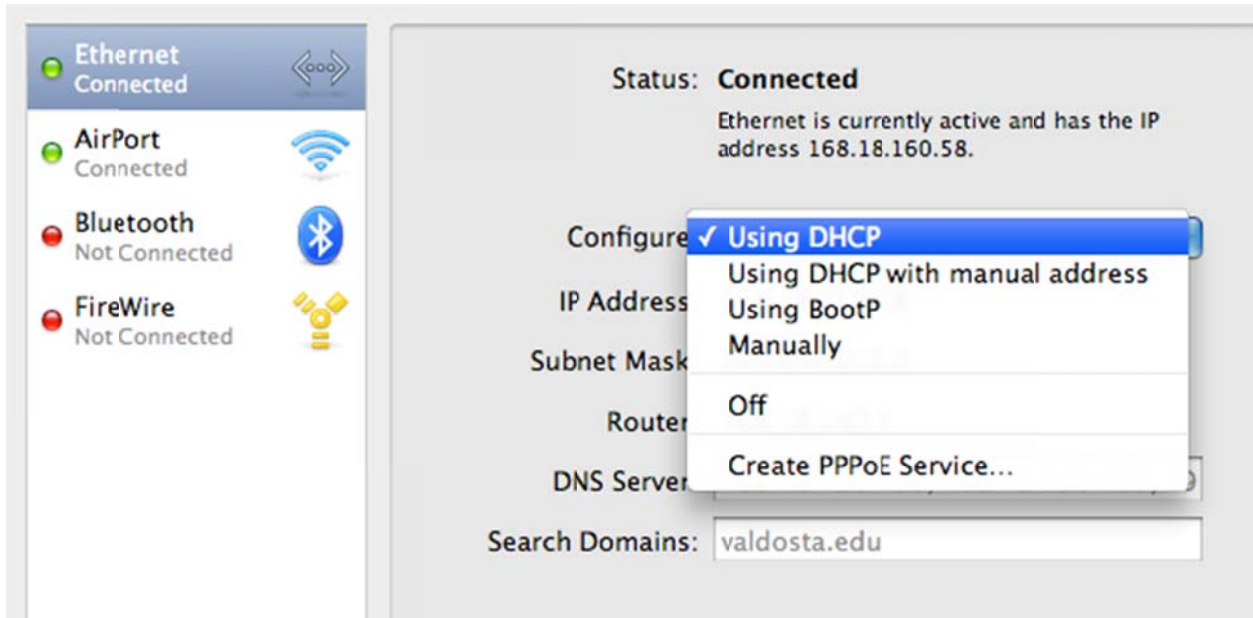 Ethernet
Connected
AirPort
Connected
Bluetooth
Not Connected
FireWire
Not Connected
Status: Connected
Ethernet is currently active and has the IP
address 168.18.160.58.
Configure ✓ Using DHCP
Using DHCP with manual address
Using BootP
Manually
Off
Create PPPoE Service...
IP Address
Subnet Mask
Router
DNS Server
Search Domains: valdosta.edu